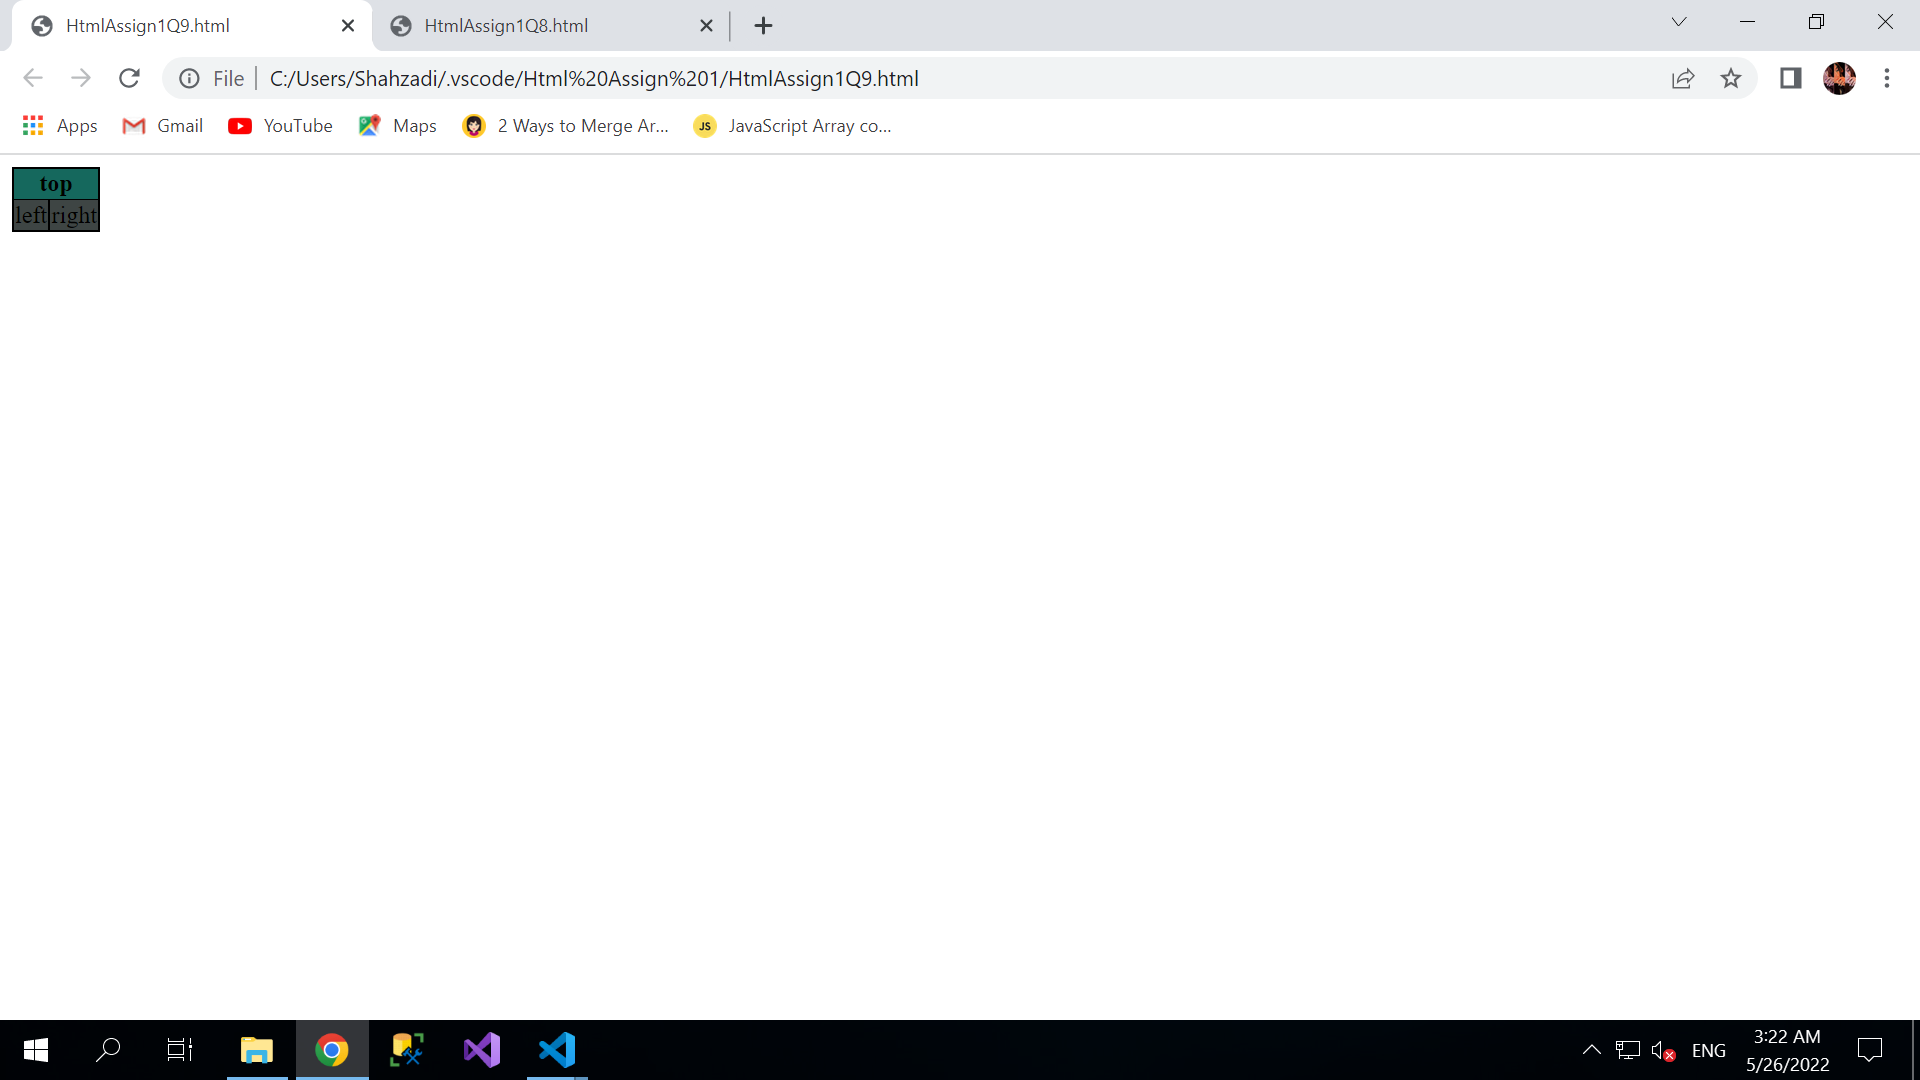 HtmlAssign1Q9.html
HtmlAssign1Q8.html
File
C:/Users/Shahzadi/.vscode/Html%20Assign%201/HtmlAssign1Q9.html
Apps
Gmail
YouTube
Maps
2 Ways to Merge Ar...
JS
JavaScript Array co...
top
left right
ENG
3:22 AM
5/26/2022